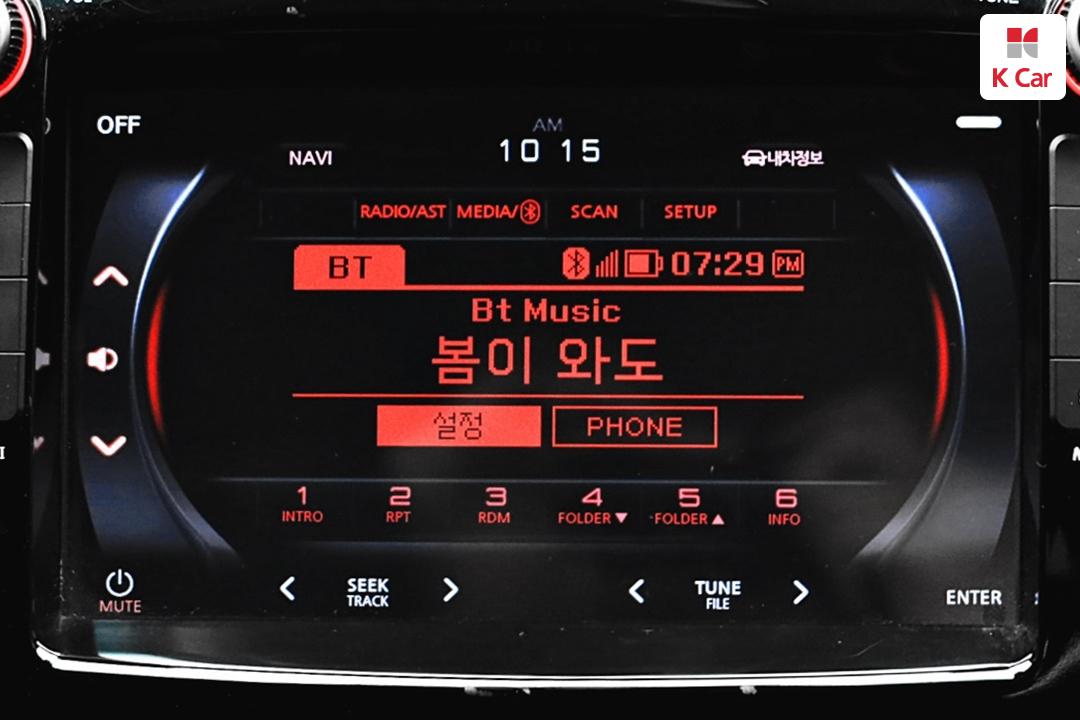 K Car
OFF
AM
10 15
NAVI
내차정보
RADIO/AST MEDIA/ SCAN SETUP
BT
07:29 PM
Bt Music
봄이 와도
설정 PHONE
1 2 3 4 5 6
INTRO RPT RDM FOLDER▼ FOLDER▲ INFO
MUTE
SEEK
TRACK
TUNE
FILE
ENTER